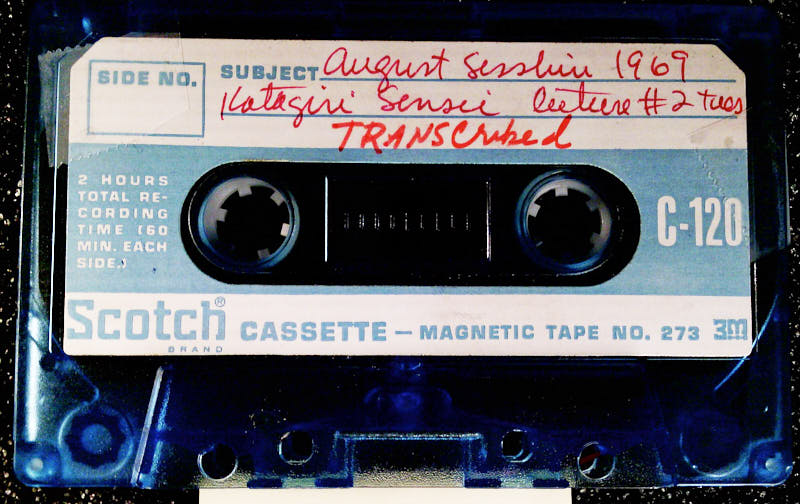 SIDE NO.
SUBJECT August Sesshin 1969
Katagiri Sensei lecture #2 Tues
TRANSCribed
2 HOURS
TOTAL RE-
CORDING
TIME (60
MIN. EACH
SIDE.)
C-120
Scotch®
BRAND
CASSETTE — MAGNETIC TAPE NO. 273 3M